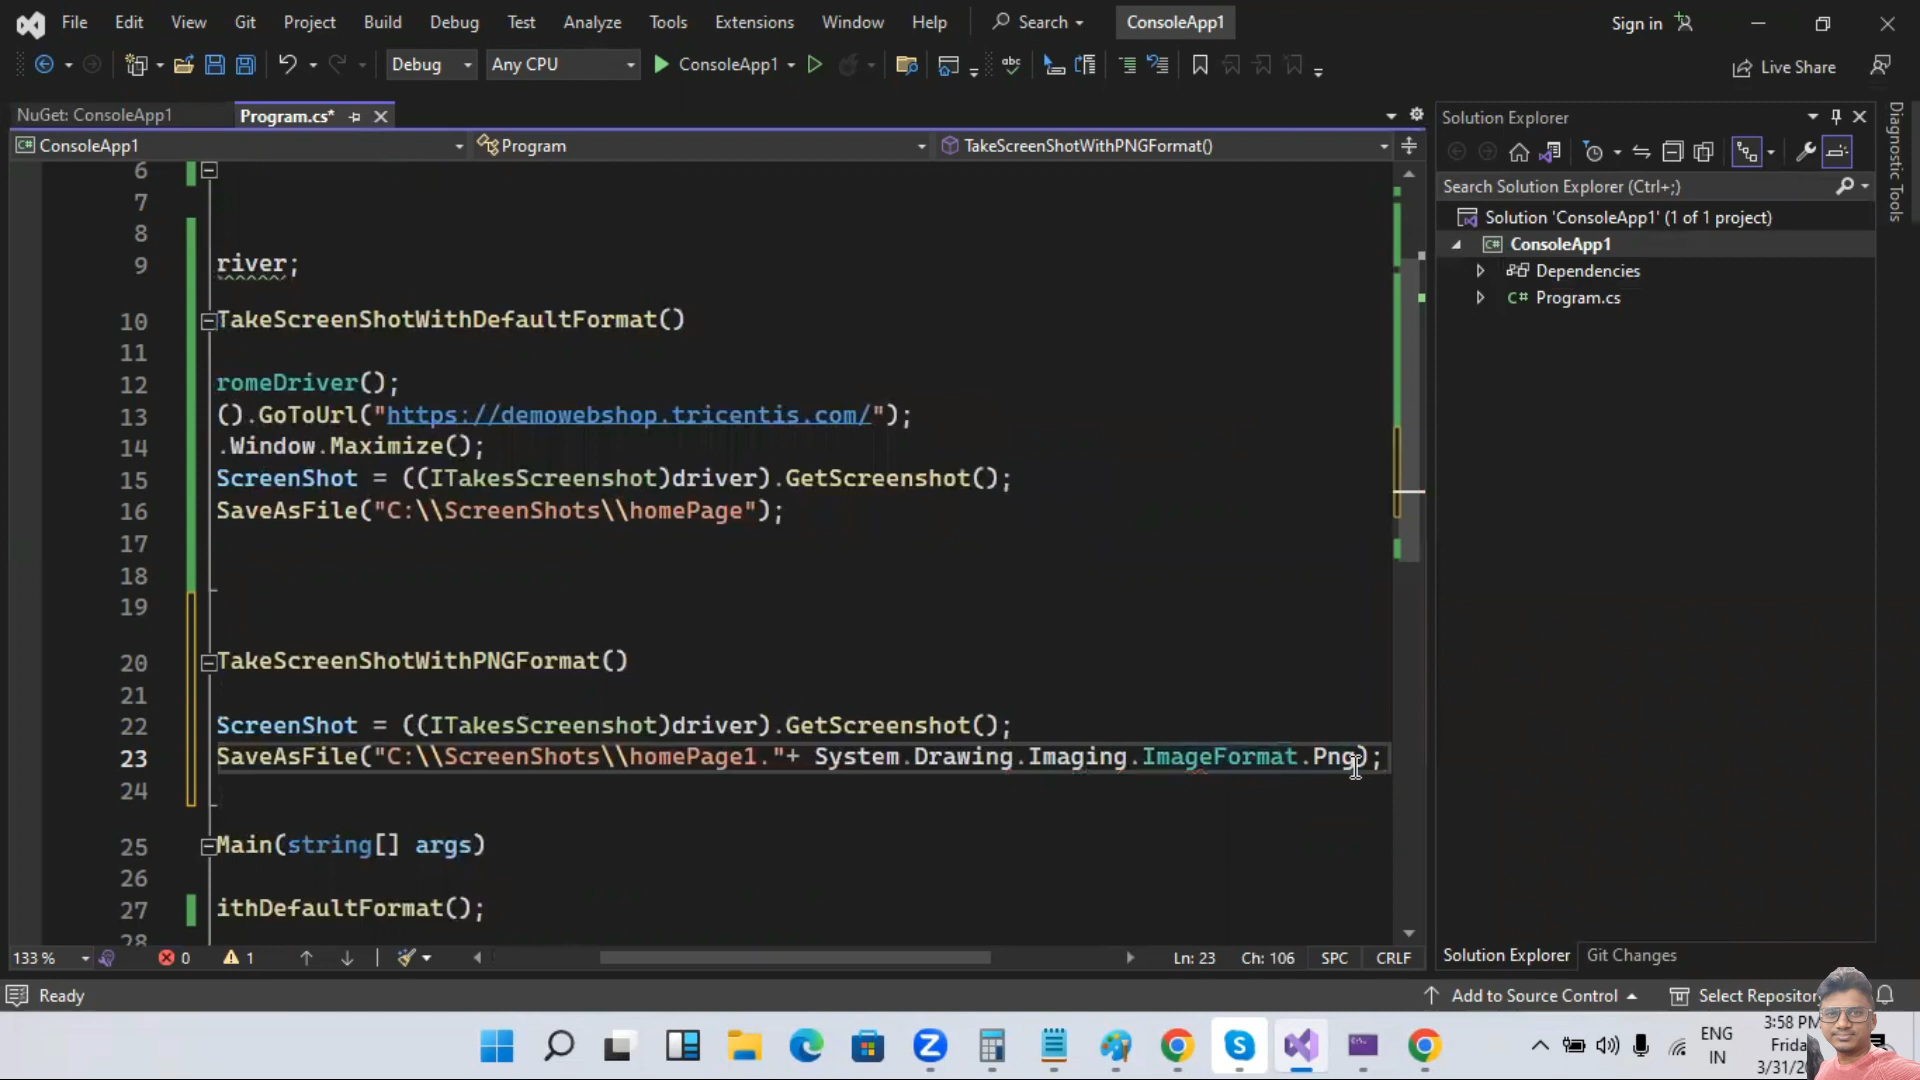 File Edit View Git Project Build Debug Test Analyze Tools Extensions Window Help Search ConsoleApp1 Sign in
Debug Any CPU ConsoleApp1 Live Share
NuGet: ConsoleApp1 Program.cs*
ConsoleApp1 Program TakeScreenShotWithPNGFormat()
6
7
8
9 river;
10 TakeScreenShotWithDefaultFormat()
11
12 romeDriver();
13 ().GoToUrl("https://demowebshop.tricentis.com/");
14 .Window.Maximize();
15 ScreenShot = ((ITakesScreenshot)driver).GetScreenshot();
16 SaveAsFile("C:\\ScreenShots\\homePage");
17
18
19
20 TakeScreenShotWithPNGFormat()
21
22 ScreenShot = ((ITakesScreenshot)driver).GetScreenshot();
23 SaveAsFile("C:\\ScreenShots\\homePage1."+ System.Drawing.Imaging.ImageFormat.Png);
24
25 Main(string[] args)
26
27 ithDefaultFormat();
28
133 % 0 1 Ln: 23 Ch: 106 SPC CRLF
Solution Explorer
Search Solution Explorer (Ctrl+;)
Solution 'ConsoleApp1' (1 of 1 project)
ConsoleApp1
Dependencies
C# Program.cs
Solution Explorer Git Changes
Diagnostic Tools
Ready Add to Source Control Select
ENG
IN
3:58